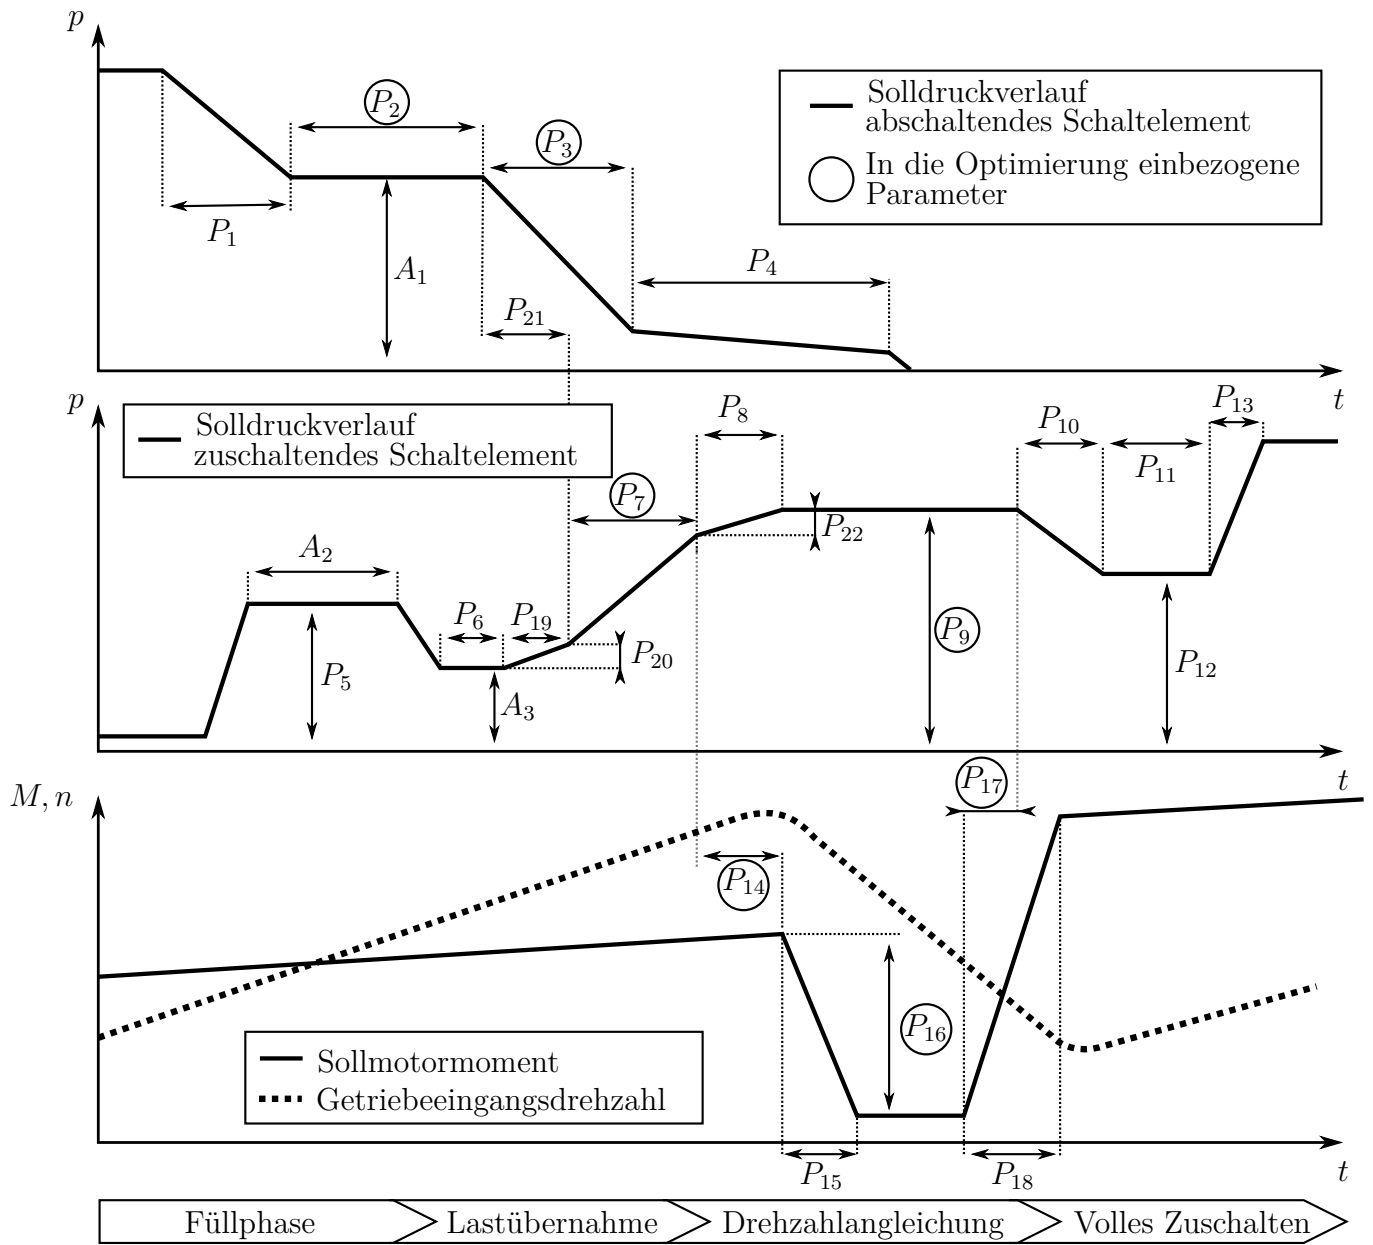 p
P2
P3
Solldruckverlauf
abschaltendes Schaltelement
In die Optimierung einbezogene
Parameter
P1
A1
P4
P21
t
p
Solldruckverlauf
zuschaltendes Schaltelement
P8
P10
P13
P11
P7
P22
A2
P6
P19
P20
P5
A3
P9
P12
t
M, n
P17
P14
P16
Sollmotormoment
Getriebeeingangsdrehzahl
P15
P18
t
Füllphase
Lastübernahme
Drehzahlangleichung
Volles Zuschalten